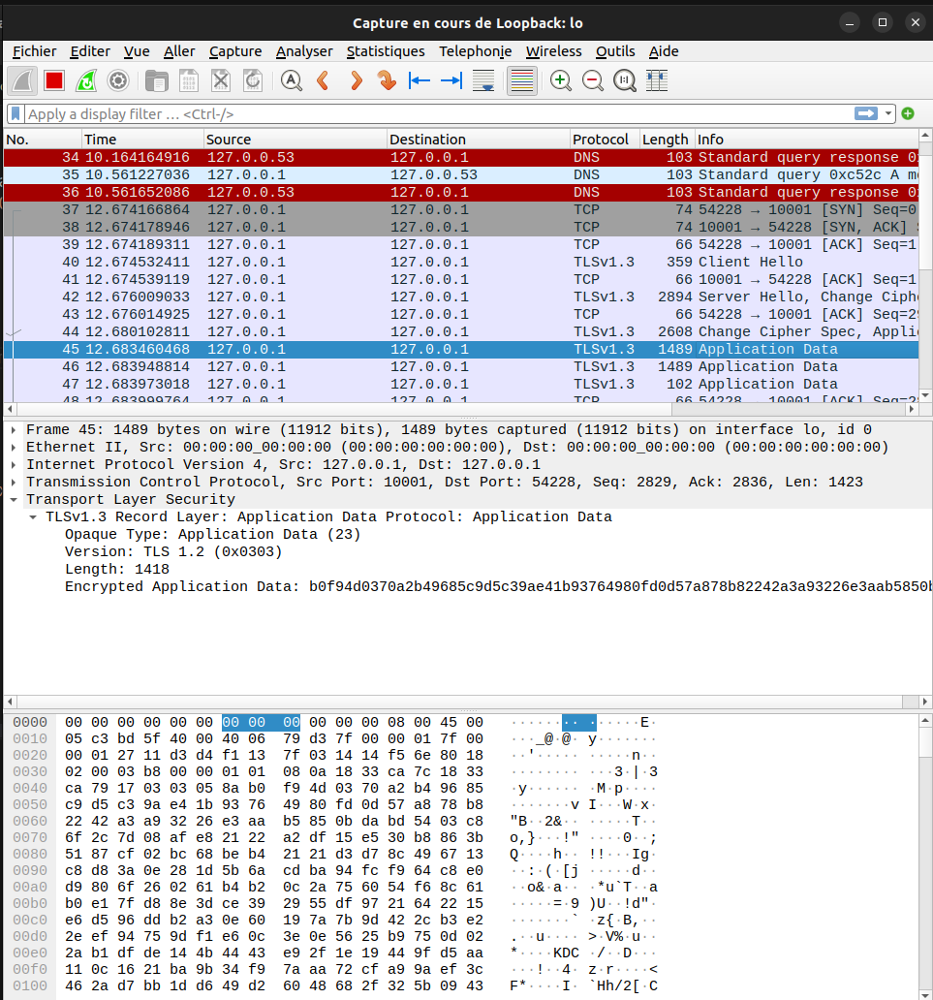 Capture en cours de Loopback: lo
Fichier Editer Vue Aller Capture Analyser Statistiques Telephonie Wireless Outils Aide
Apply a display filter … <Ctrl-/>
No. Time Source Destination Protocol Length Info
34 10.164164916 127.0.0.53 127.0.0.1 DNS 103 Standard query response 0
35 10.561227036 127.0.0.1 127.0.0.53 DNS 103 Standard query 0xc52c A m
36 10.561652086 127.0.0.53 127.0.0.1 DNS 103 Standard query response 0
37 12.674166864 127.0.0.1 127.0.0.1 TCP 74 54228 → 10001 [SYN] Seq=0
38 12.674178946 127.0.0.1 127.0.0.1 TCP 74 10001 → 54228 [SYN, ACK]
39 12.674189311 127.0.0.1 127.0.0.1 TCP 66 54228 → 10001 [ACK] Seq=1
40 12.674532411 127.0.0.1 127.0.0.1 TLSv1.3 359 Client Hello
41 12.674539119 127.0.0.1 127.0.0.1 TCP 66 10001 → 54228 [ACK] Seq=1
42 12.676009033 127.0.0.1 127.0.0.1 TLSv1.3 2894 Server Hello, Change Ciph
43 12.676014925 127.0.0.1 127.0.0.1 TCP 66 54228 → 10001 [ACK] Seq=2
44 12.680102811 127.0.0.1 127.0.0.1 TLSv1.3 2608 Change Cipher Spec, Appli
45 12.683460468 127.0.0.1 127.0.0.1 TLSv1.3 1489 Application Data
46 12.683948814 127.0.0.1 127.0.0.1 TLSv1.3 1489 Application Data
47 12.683973018 127.0.0.1 127.0.0.1 TLSv1.3 102 Application Data
48 12.683999764 127.0.0.1 127.0.0.1 TCP 66 54228 → 10001 [ACK] Seq=2
Frame 45: 1489 bytes on wire (11912 bits), 1489 bytes captured (11912 bits) on interface lo, id 0
Ethernet II, Src: 00:00:00_00:00:00 (00:00:00:00:00:00), Dst: 00:00:00_00:00:00 (00:00:00:00:00:00)
Internet Protocol Version 4, Src: 127.0.0.1, Dst: 127.0.0.1
Transmission Control Protocol, Src Port: 10001, Dst Port: 54228, Seq: 2829, Ack: 2836, Len: 1423
Transport Layer Security
TLSv1.3 Record Layer: Application Data Protocol: Application Data
Opaque Type: Application Data (23)
Version: TLS 1.2 (0x0303)
Length: 1418
Encrypted Application Data: b0f94d0370a2b49685c9d5c39ae41b93764980fd0d57a878b82242a3a93226e3aab5850b
0000 00 00 00 00 00 00 00 00 00 00 00 00 08 00 45 00 ··············E·
0010 05 c3 bd 5f 40 00 40 06 79 d3 7f 00 00 01 7f 00 ···_@·@·y·······
0020 00 01 27 11 d3 d4 f1 13 7f 03 14 14 f5 6e 80 18 ··'··········n··
0030 02 00 03 b8 00 00 01 01 08 0a 18 33 ca 7c 18 33 ···········3·|·3
0040 ca 79 17 03 03 05 8a b0 f9 4d 03 70 a2 b4 96 85 ·y·······M·p····
0050 c9 d5 c3 9a e4 1b 93 76 49 80 fd 0d 57 a8 78 b8 ·······vI···W·x·
0060 22 42 a3 a9 32 26 e3 aa b5 85 0b da bd 54 03 c8 "B··2&·······T··
0070 6f 2c 7d 08 af e8 21 22 a2 df 15 e5 30 b8 86 3b o,}···!"····0··;
0080 51 87 cf 02 bc 68 be b4 21 21 d3 d7 8c 49 67 13 Q····h··!!···Ig·
0090 c8 d8 3a 0e 28 1d 5b 6a cd ba 94 fc f9 64 c8 e0 ··:·(·[j·····d··
00a0 d9 80 6f 26 02 61 b4 b2 0c 2a 75 60 54 f6 8c 61 ··o&·a···*u`T··a
00b0 b0 e1 7f d8 8e 3d ce 39 29 55 df 97 21 64 22 15 ·····=·9)U··!d"·
00c0 e6 d5 96 dd b2 a3 0e 60 19 7a 7b 9d 42 2c b3 e2 ·······`·z{·B,··
00d0 2e ef 94 75 9d f1 e6 0c 3e 0e 56 25 b9 75 0d 02 .··u····>·V%·u··
00e0 2a b1 df de 14 4b 44 43 e9 2f 1e 19 44 9f d5 aa *····KDC·/··D···
00f0 11 0c 16 21 ba 9b 34 f9 7a aa 72 cf a9 9a ef 3c ···!··4·z·r····<
0100 46 2a d7 bb 1d d6 49 d2 60 48 68 2f 32 5b 09 43 F*····I·`Hh/2[·C